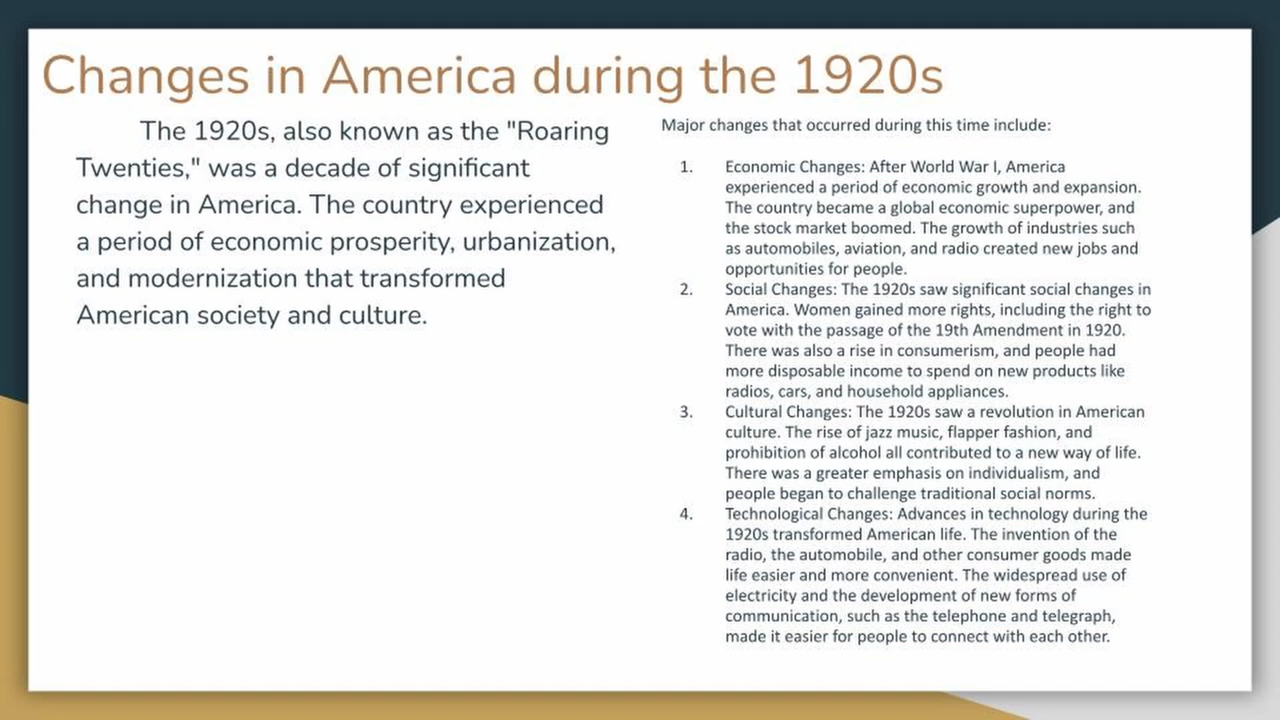 Changes in America during the 1920s
The 1920s, also known as the "Roaring
Twenties," was a decade of significant
change in America. The country experienced
a period of economic prosperity, urbanization,
and modernization that transformed
American society and culture.
Major changes that occurred during this time include:
1. Economic Changes: After World War I, America
experienced a period of economic growth and expansion.
The country became a global economic superpower, and
the stock market boomed. The growth of industries such
as automobiles, aviation, and radio created new jobs and
opportunities for people.
2. Social Changes: The 1920s saw significant social changes in
America. Women gained more rights, including the right to
vote with the passage of the 19th Amendment in 1920.
There was also a rise in consumerism, and people had
more disposable income to spend on new products like
radios, cars, and household appliances.
3. Cultural Changes: The 1920s saw a revolution in American
culture. The rise of jazz music, flapper fashion, and
prohibition of alcohol all contributed to a new way of life.
There was a greater emphasis on individualism, and
people began to challenge traditional social norms.
4. Technological Changes: Advances in technology during the
1920s transformed American life. The invention of the
radio, the automobile, and other consumer goods made
life easier and more convenient. The widespread use of
electricity and the development of new forms of
communication, such as the telephone and telegraph,
made it easier for people to connect with each other.